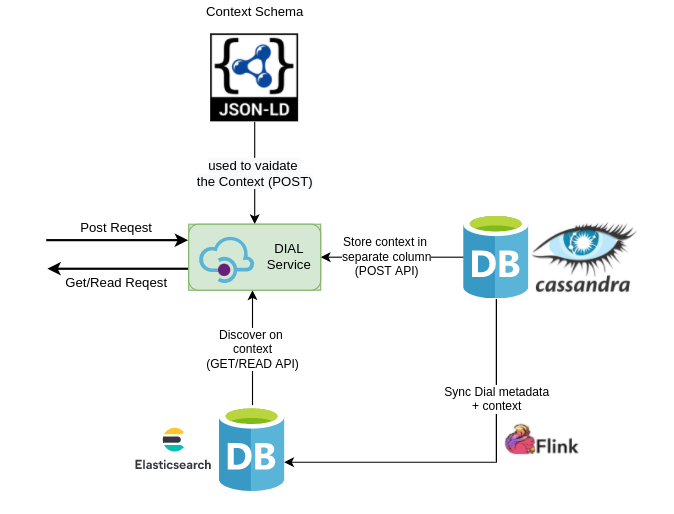 Context Schema
{ }
JSON-LD
used to vaidate
the Context (POST)
Post Reqest
DIAL
Service
Get/Read Reqest
Store context in
separate column
(POST API)
DB
cassandra
Discover on
context
(GET/READ API)
Sync Dial metadata
+ context
Flink
Elasticsearch
DB